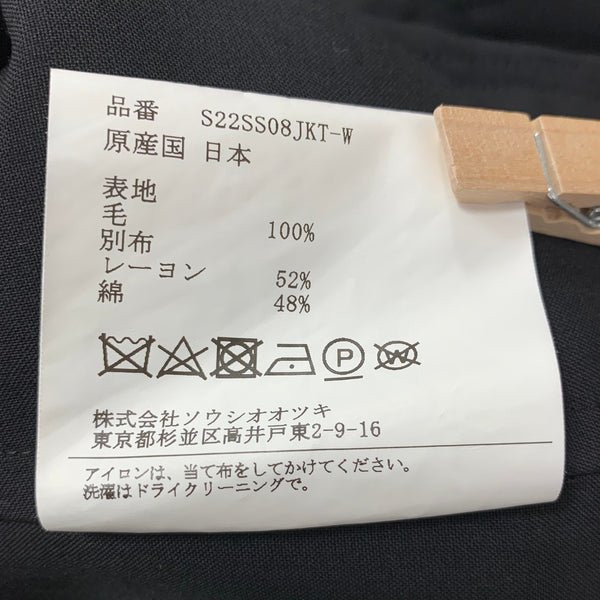 品番 S22SS08JKT-W
原産国 日本
表地
毛 100%
別布
レーヨン 52%
綿 48%
P W
株式会社ソウシオオツキ
東京都杉並区高井戸東2-9-16
アイロンは、当て布をしてかけてください。
洗濯はドライクリーニングで。